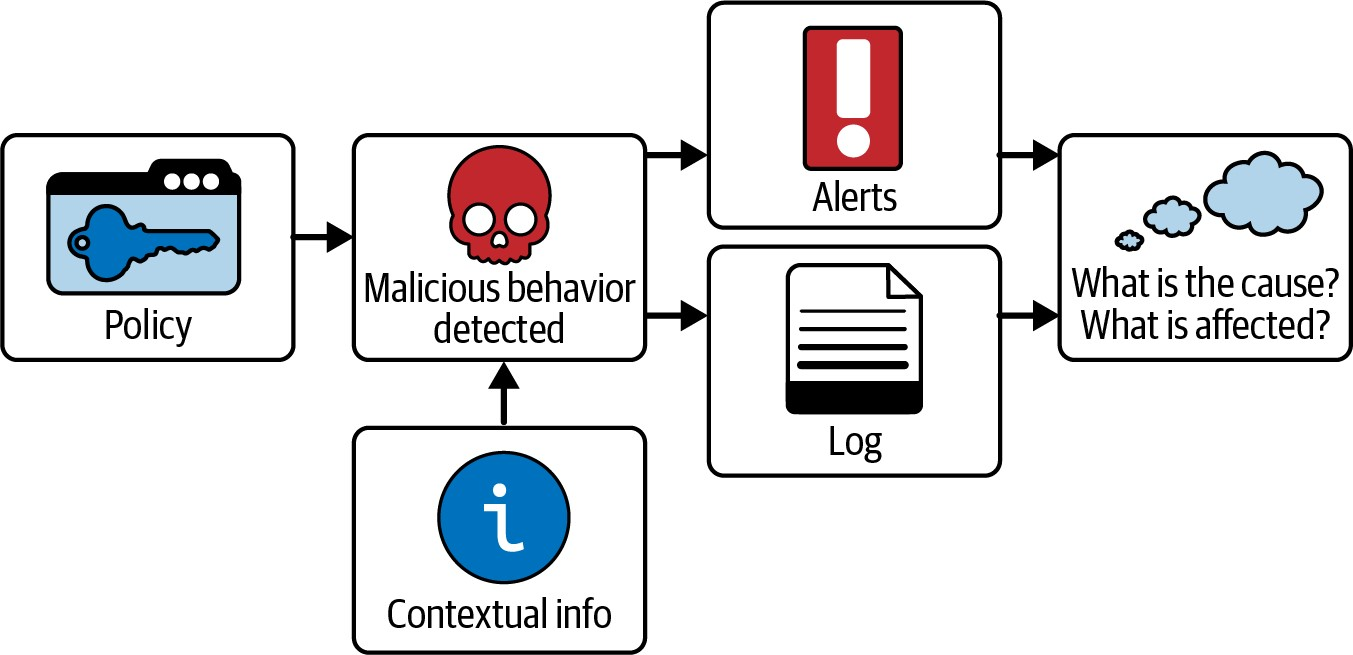 Policy
Malicious behavior
detected
Contextual info
Alerts
Log
What is the cause?
What is affected?